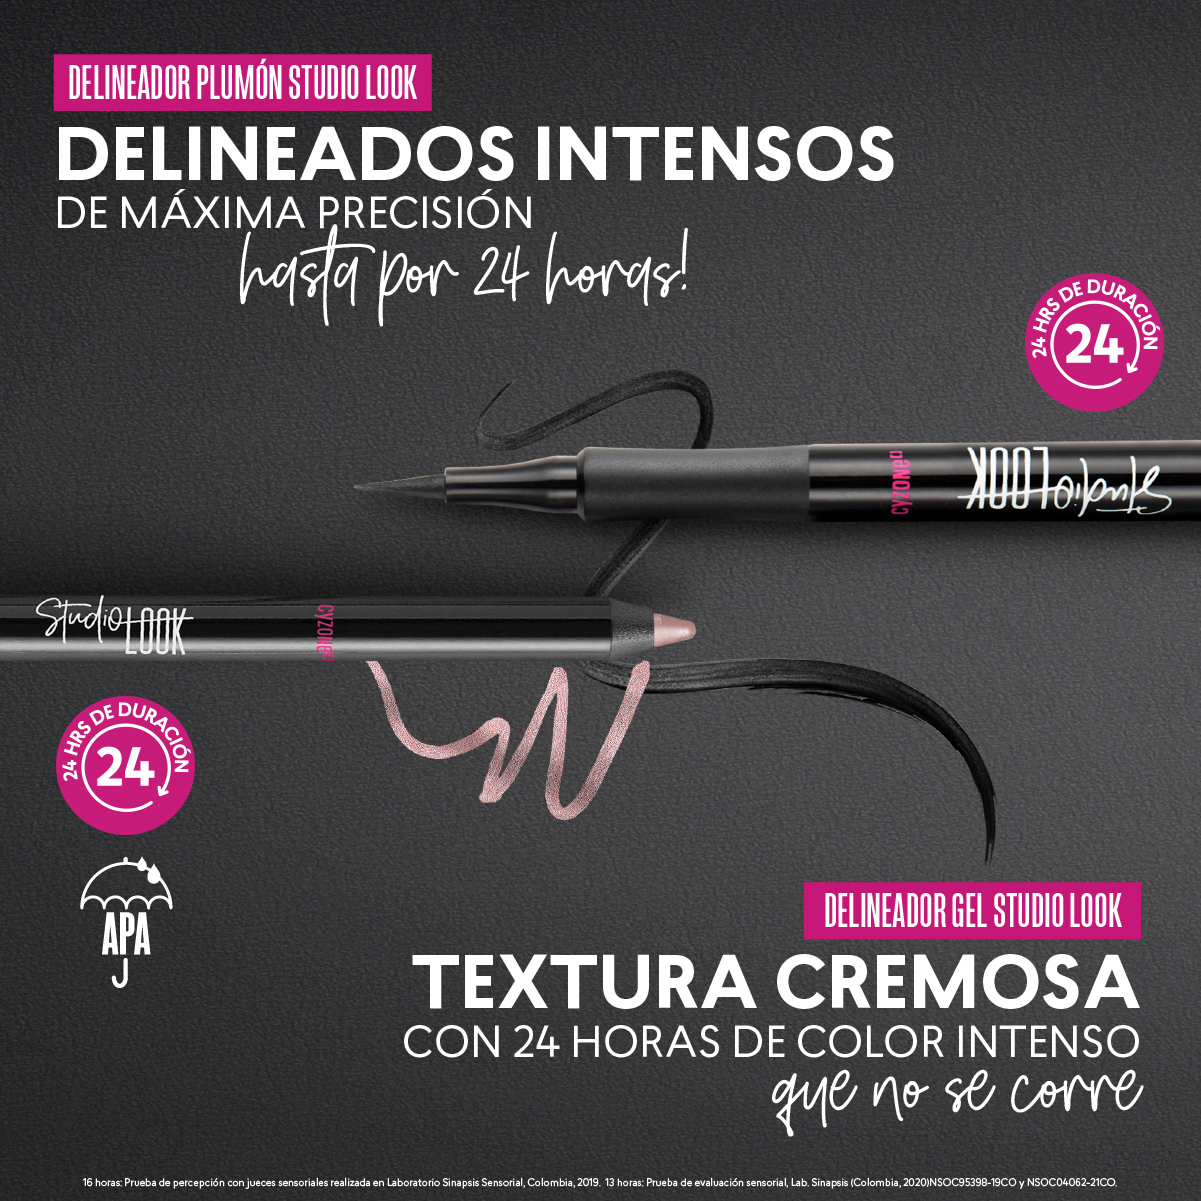 DELINEADOR PLUMÓN STUDIO LOOK
DELINEADOS INTENSOS
DE MÁXIMA PRECISIÓN
hasta por 24 horas!
24 HRS DE DURACIÓN
24
cyzone
Studio LOOK
Studio LOOK
cyzone
24 HRS DE DURACIÓN
24
APA
DELINEADOR GEL STUDIO LOOK
TEXTURA CREMOSA
CON 24 HORAS DE COLOR INTENSO
que no se corre
16 horas: Prueba de percepción con jueces sensoriales realizada en Laboratorio Sinapsis Sensorial, Colombia, 2019. 13 horas: Prueba de evaluación sensorial, Lab. Sinapsis (Colombia, 2020)NSOC95398-19CO y NSOC04062-21CO.